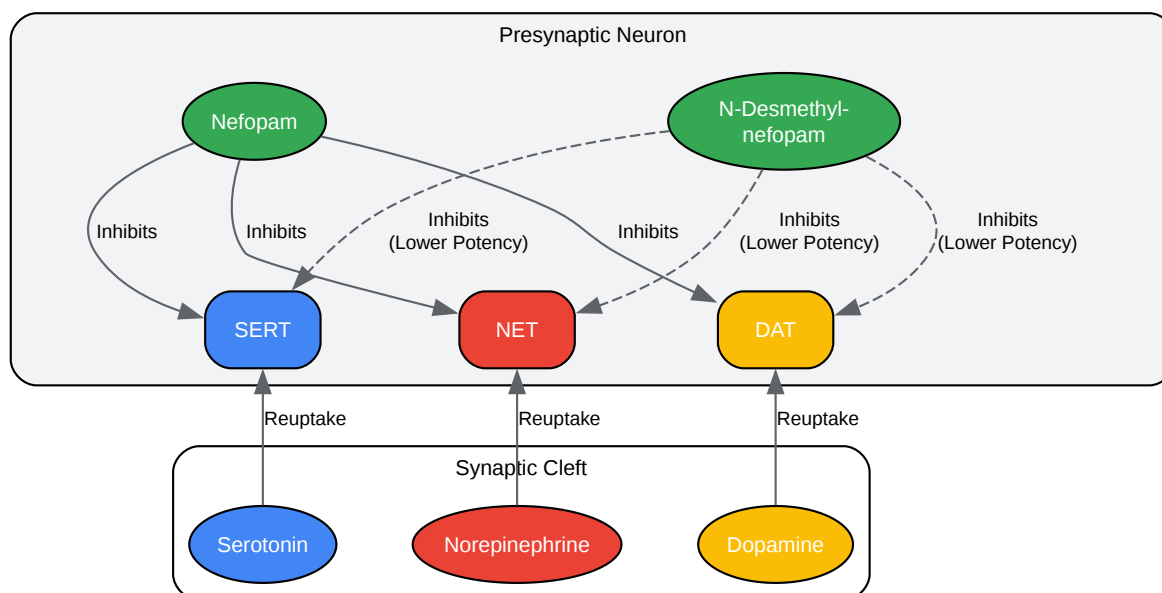 Presynaptic Neuron
Nefopam
N-Desmethyl-
nefopam
Inhibits
Inhibits
Inhibits
(Lower Potency)
Inhibits
Inhibits
(Lower Potency)
Inhibits
(Lower Potency)
SERT
NET
DAT
Reuptake
Reuptake
Reuptake
Synaptic Cleft
Serotonin
Norepinephrine
Dopamine